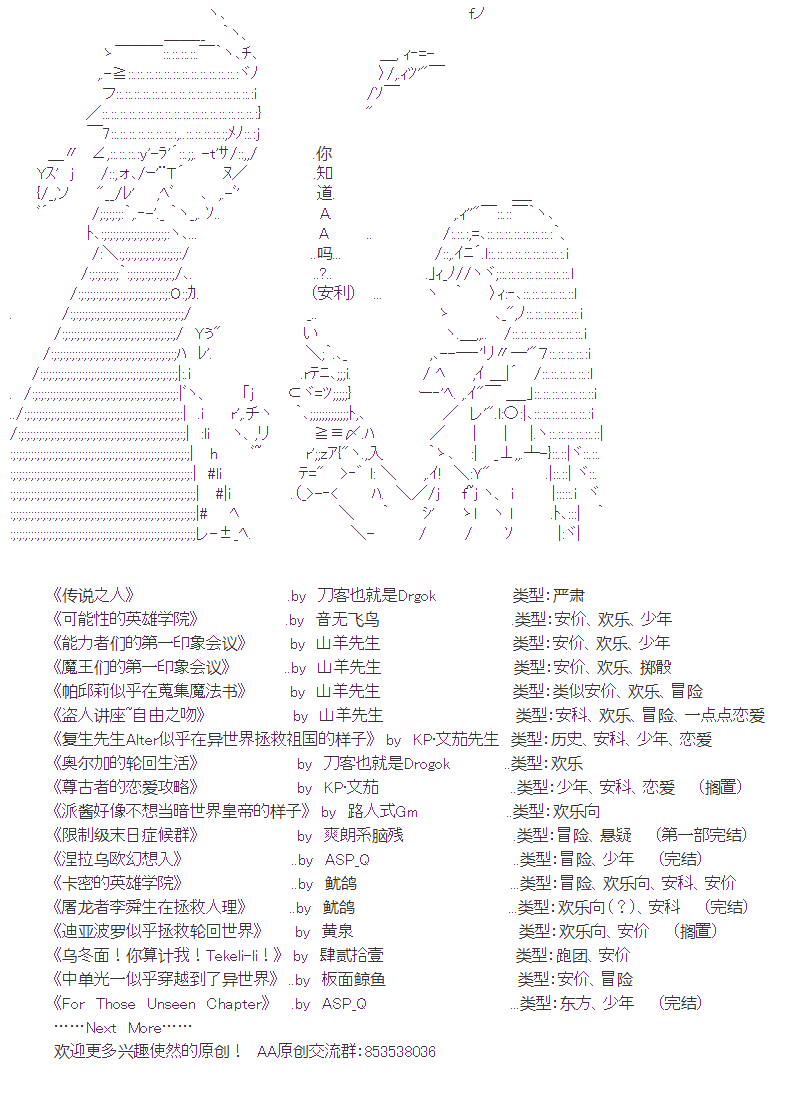 你
知
道
A
A
吗...
..?..
（安利）
《传说之人》 .by 刀客也就是Drgok 类型：严肃
《可能性的英雄学院》 .by 音无飞鸟 .类型：安价、欢乐、少年
《能力者们的第一印象会议》 by 山羊先生 类型：安价、欢乐、少年
《魔王们的第一印象会议》 ..by 山羊先生 类型：安价、欢乐、掷骰
《帕邱莉似乎在蒐集魔法书》 by 山羊先生 类型：类似安价、欢乐、冒险
《盗人讲座~自由之吻》 by 山羊先生 类型：安科、欢乐、冒险、一点点恋爱
《复生先生Alter似乎在异世界拯救祖国的样子》 by KP·文茄先生 类型：历史、安科、少年、恋爱
《奥尔加的轮回生活》 by 刀客也就是Drogok ..类型：欢乐
《尊古者的恋爱攻略》 by KP·文茄 ..类型：少年、安科、恋爱 （搁置）
《派酱好像不想当暗世界皇帝的样子》 by 路人式Gm ..类型：欢乐向
《限制级末日症候群》 by 爽朗系脑残 .类型：冒险、悬疑 （第一部完结）
《涅拉乌欧幻想入》 ..by ASP_Q ..类型：冒险、少年 （完结）
《卡密的英雄学院》 ..by 鱿鸽 ...类型：冒险、欢乐向、安科、安价
《屠龙者李舜生在拯救人理》 ..by 鱿鸽 ...类型：欢乐向（？）、安科 （完结）
《迪亚波罗似乎拯救轮回世界》 by 黄泉 类型：欢乐向、安价 （搁置）
《乌冬面！你算计我！Tekeli-li！》 by 肆贰拾壹 .类型：跑团、安价
《中单光一似乎穿越到了异世界》 ..by 板面鲸鱼 类型：安价、冒险
《For Those Unseen Chapter》 .by ASP_Q ...类型：东方、少年 （完结）
……Next More……
欢迎更多兴趣使然的原创！ AA原创交流群：853538036